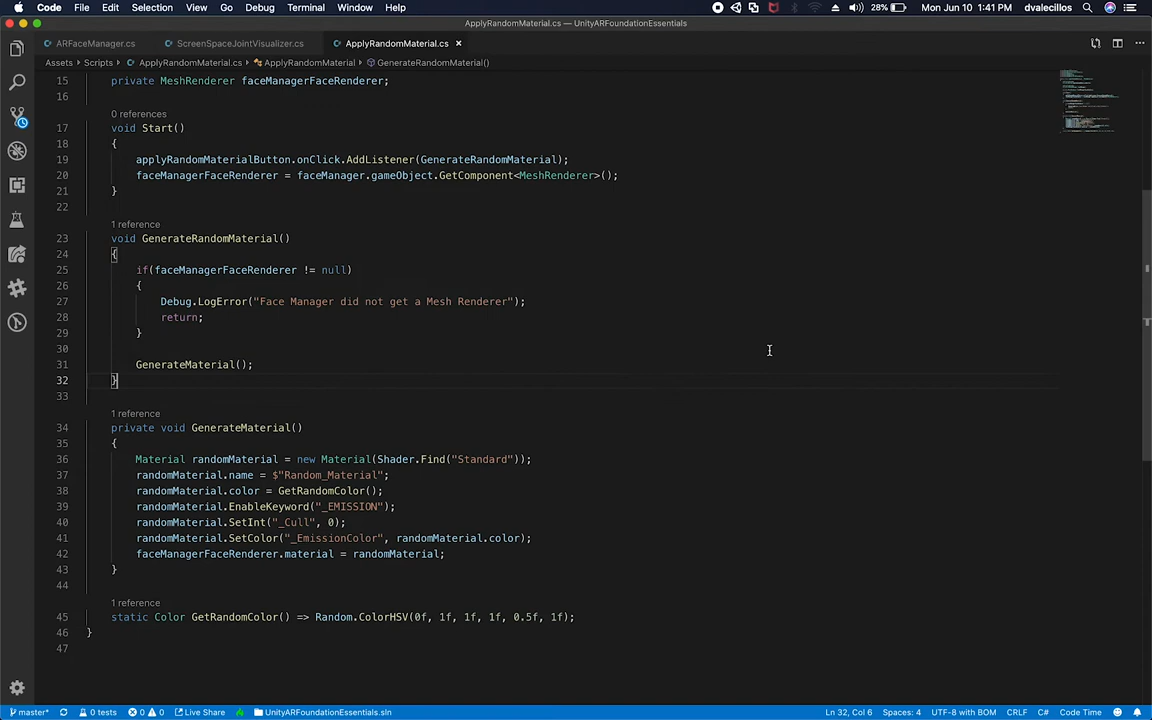 Code File Edit Selection View Go Debug Terminal Window Help 28% Mon Jun 10 1:41 PM dvalecillos
ApplyRandomMaterial.cs — UnityARFoundationEssentials
ARFaceManager.cs ScreenSpaceJointVisualizer.cs ApplyRandomMaterial.cs ×
Assets › Scripts › ApplyRandomMaterial.cs › ApplyRandomMaterial › GenerateRandomMaterial()
15 private MeshRenderer faceManagerFaceRenderer;
16
0 references
17 void Start()
18 {
19 applyRandomMaterialButton.onClick.AddListener(GenerateRandomMaterial);
20 faceManagerFaceRenderer = faceManager.gameObject.GetComponent<MeshRenderer>();
21 }
22
1 reference
23 void GenerateRandomMaterial()
24 {
25 if(faceManagerFaceRenderer != null)
26 {
27 Debug.LogError("Face Manager did not get a Mesh Renderer");
28 return;
29 }
30
31 GenerateMaterial();
32 }
33
1 reference
34 private void GenerateMaterial()
35 {
36 Material randomMaterial = new Material(Shader.Find("Standard"));
37 randomMaterial.name = $"Random_Material";
38 randomMaterial.color = GetRandomColor();
39 randomMaterial.EnableKeyword("_EMISSION");
40 randomMaterial.SetInt("_Cull", 0);
41 randomMaterial.SetColor("_EmissionColor", randomMaterial.color);
42 faceManagerFaceRenderer.material = randomMaterial;
43 }
44
1 reference
45 static Color GetRandomColor() => Random.ColorHSV(0f, 1f, 1f, 1f, 0.5f, 1f);
46 }
47
master* 0 tests 0 0 Live Share UnityARFoundationEssentials.sln Ln 32, Col 6 Spaces: 4 UTF-8 with BOM CRLF C# Code Time